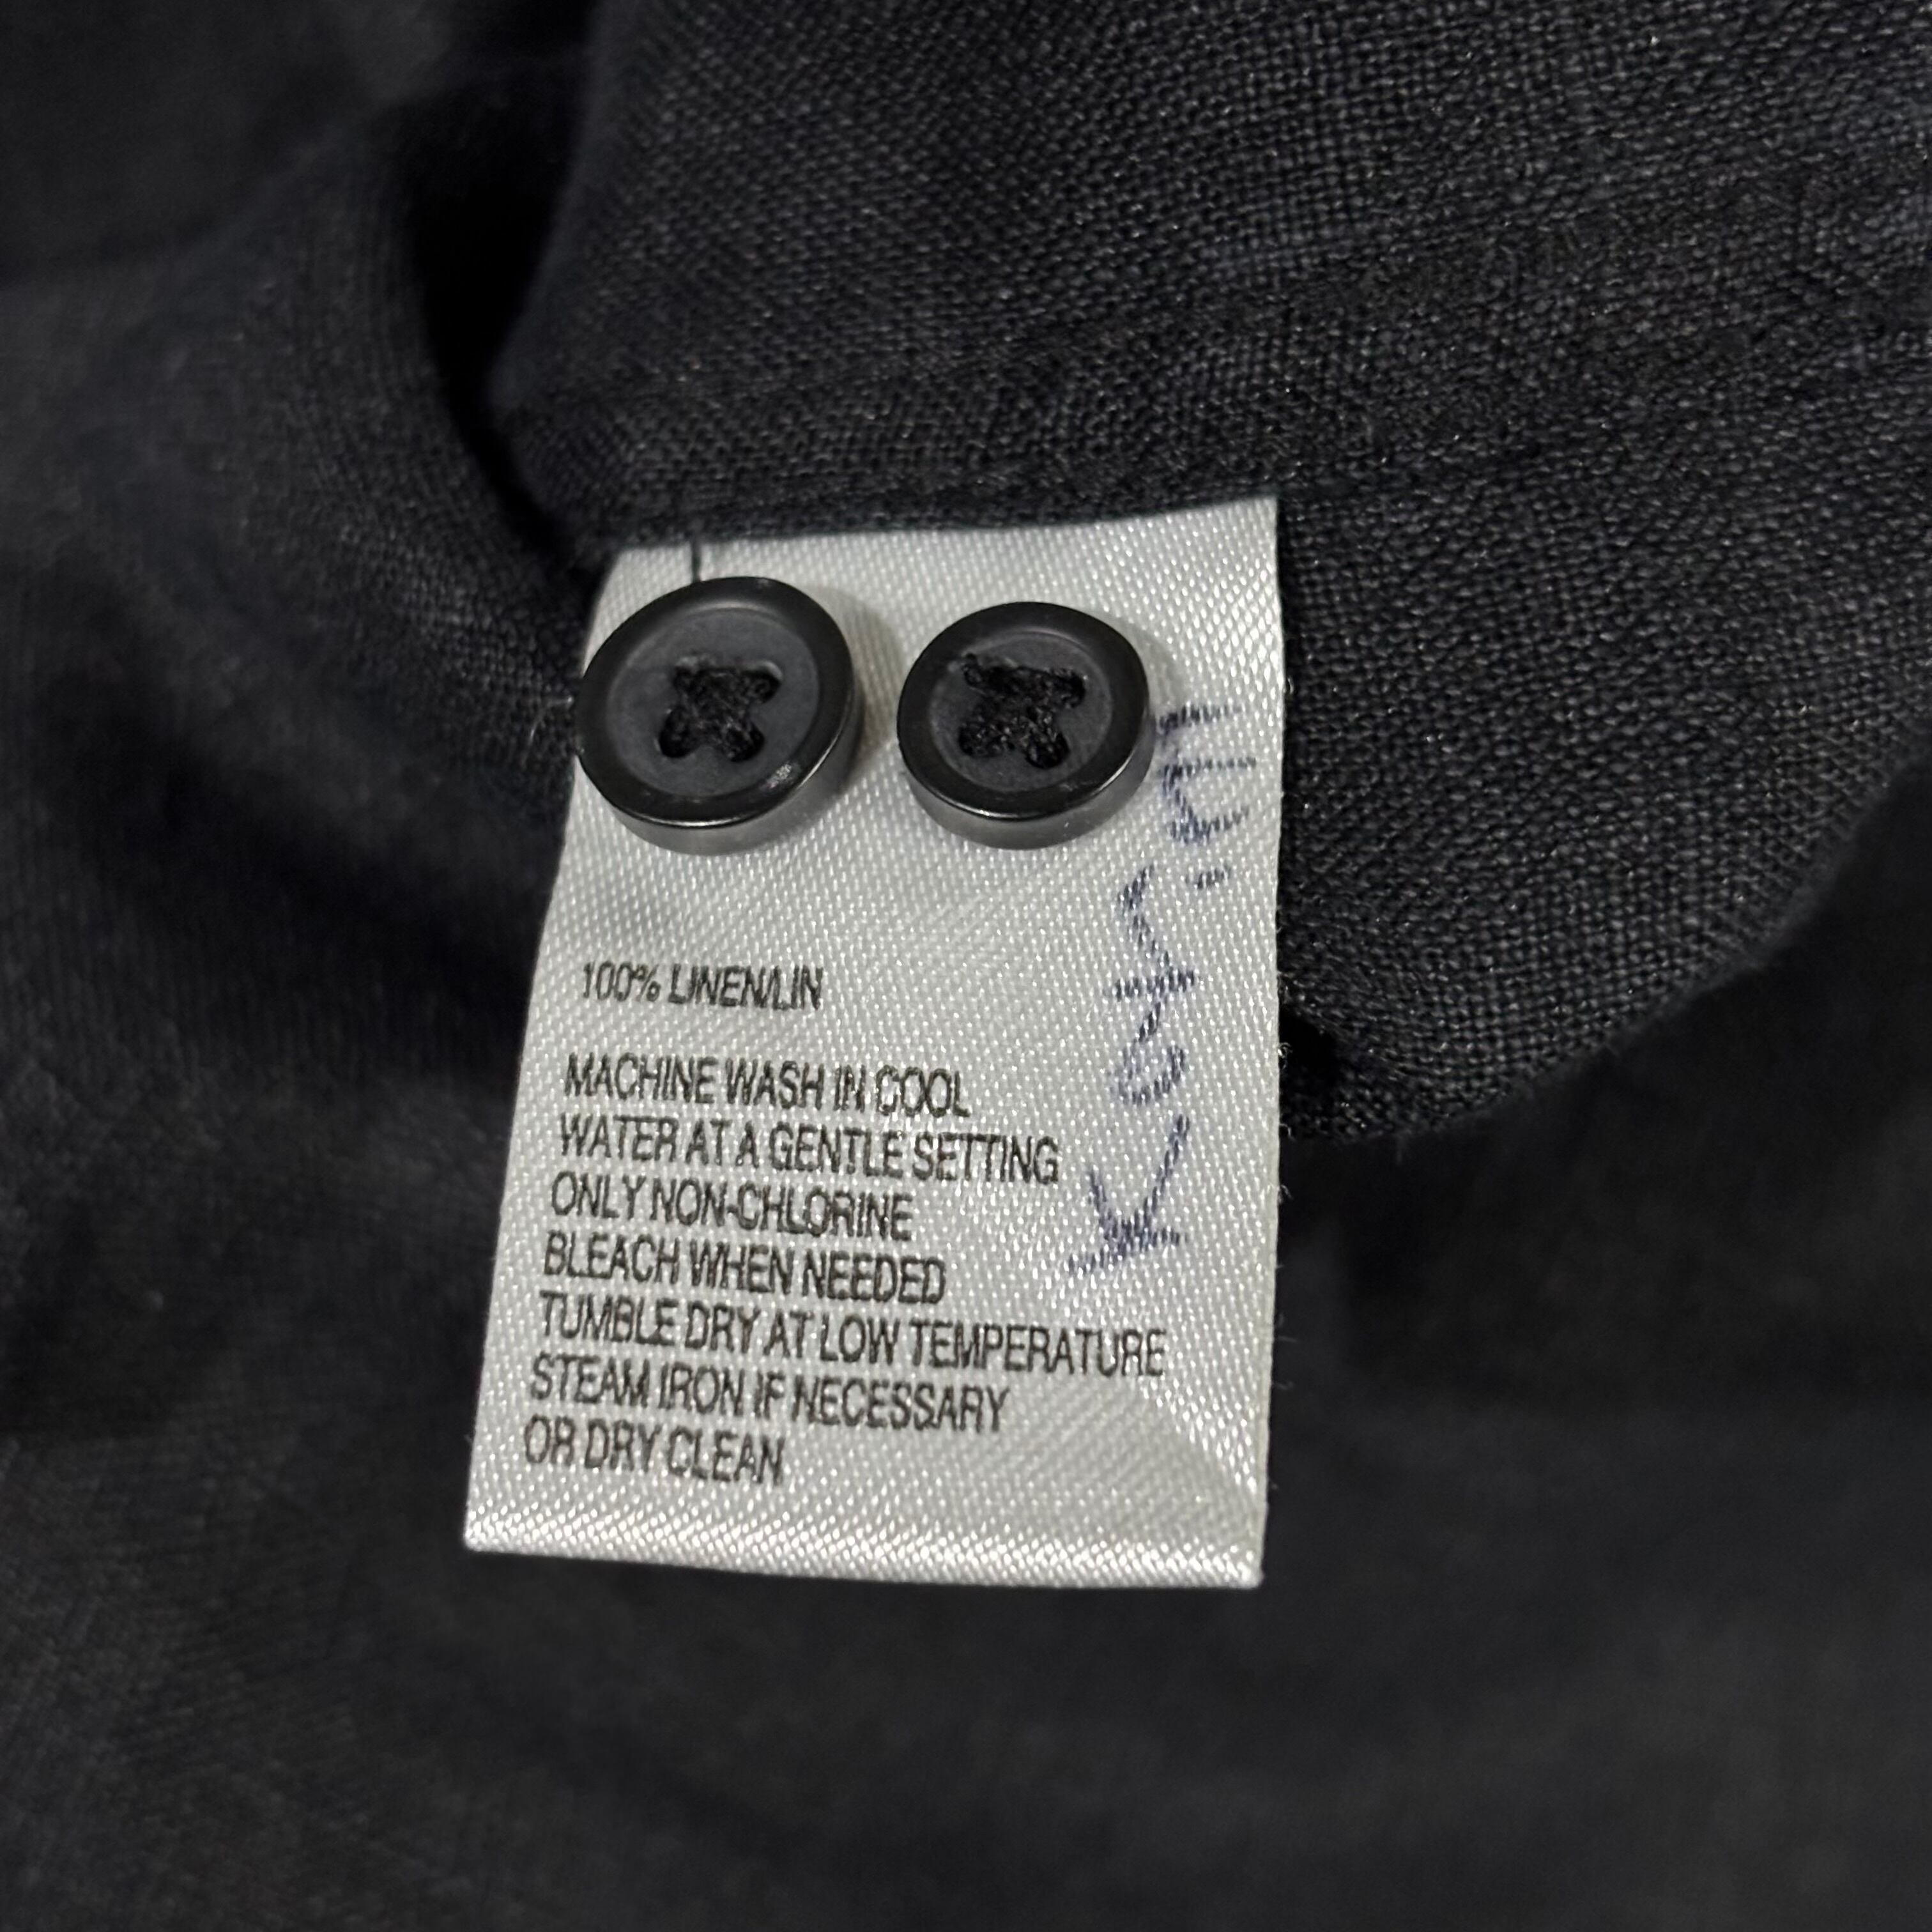 100% LINEN/LIN
MACHINE WASH IN COOL
WATER AT A GENTLE SETTING
ONLY NON-CHLORINE
BLEACH WHEN NEEDED
TUMBLE DRY AT LOW TEMPERATURE
STEAM IRON IF NECESSARY
OR DRY CLEAN